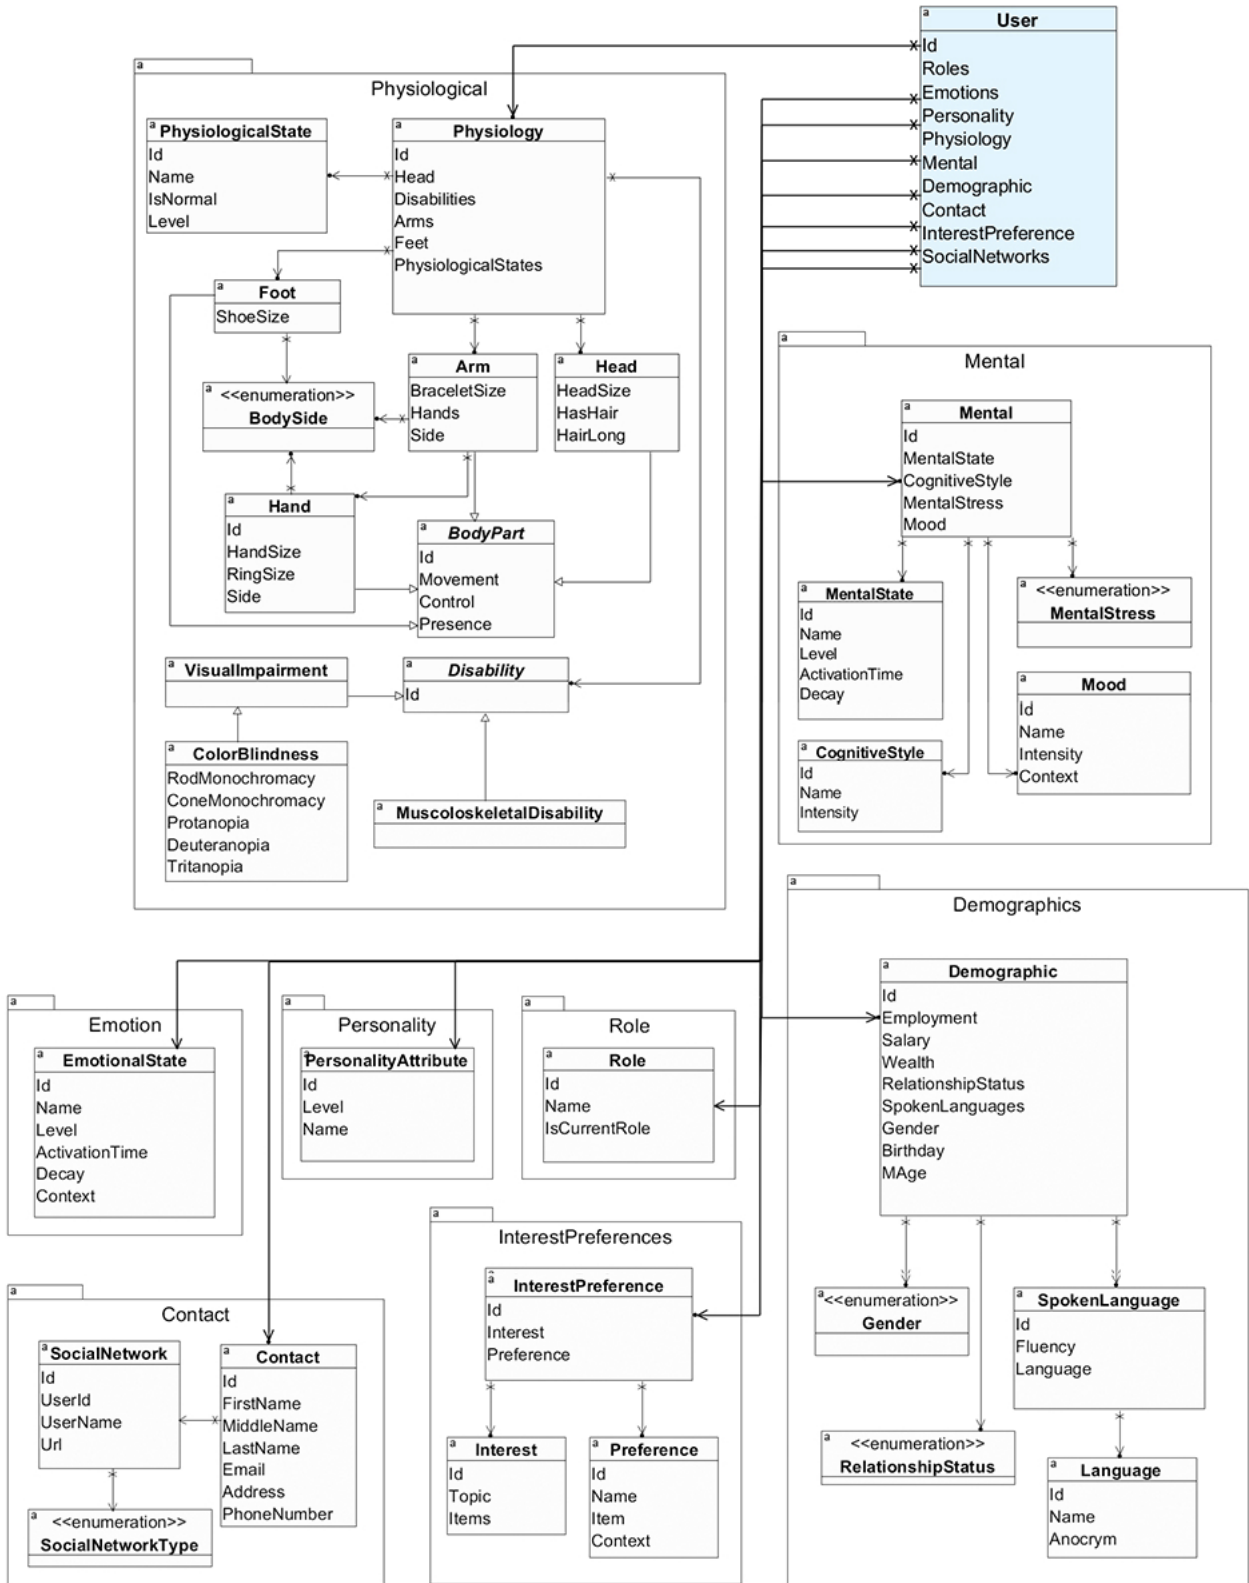 a
User
Id
Roles
Emotions
Personality
Physiology
Mental
Demographic
Contact
InterestPreference
SocialNetworks
a
Physiological
a
PhysiologicalState
Id
Name
IsNormal
Level
a
Physiology
Id
Head
Disabilities
Arms
Feet
PhysiologicalStates
a
Foot
ShoeSize
a
<<enumeration>>
BodySide
a
Arm
BraceletSize
Hands
Side
a
Head
HeadSize
HasHair
HairLong
a
Hand
Id
HandSize
RingSize
Side
a
BodyPart
Id
Movement
Control
Presence
a
VisualImpairment
a
Disability
Id
a
ColorBlindness
RodMonochromacy
ConeMonochromacy
Protanopia
Deuteranopia
Tritanopia
a
MuscoloskeletalDisability
a
Mental
a
Mental
Id
MentalState
CognitiveStyle
MentalStress
Mood
a
MentalState
Id
Name
Level
ActivationTime
Decay
a
<<enumeration>>
MentalStress
a
Mood
Id
Name
Intensity
Context
a
CognitiveStyle
Id
Name
Intensity
a
Demographics
a
Demographic
Id
Employment
Salary
Wealth
RelationshipStatus
SpokenLanguages
Gender
Birthday
MAge
a
<<enumeration>>
Gender
a
SpokenLanguage
Id
Fluency
Language
a
<<enumeration>>
RelationshipStatus
a
Language
Id
Name
Anocrym
a
Emotion
a
EmotionalState
Id
Name
Level
ActivationTime
Decay
Context
a
Personality
a
PersonalityAttribute
Id
Level
Name
a
Role
a
Role
Id
Name
IsCurrentRole
a
InterestPreferences
a
InterestPreference
Id
Interest
Preference
a
Interest
Id
Topic
Items
a
Preference
Id
Name
Item
Context
a
Contact
a
SocialNetwork
Id
UserId
UserName
Url
a
Contact
Id
FirstName
MiddleName
LastName
Email
Address
PhoneNumber
a
<<enumeration>>
SocialNetworkType